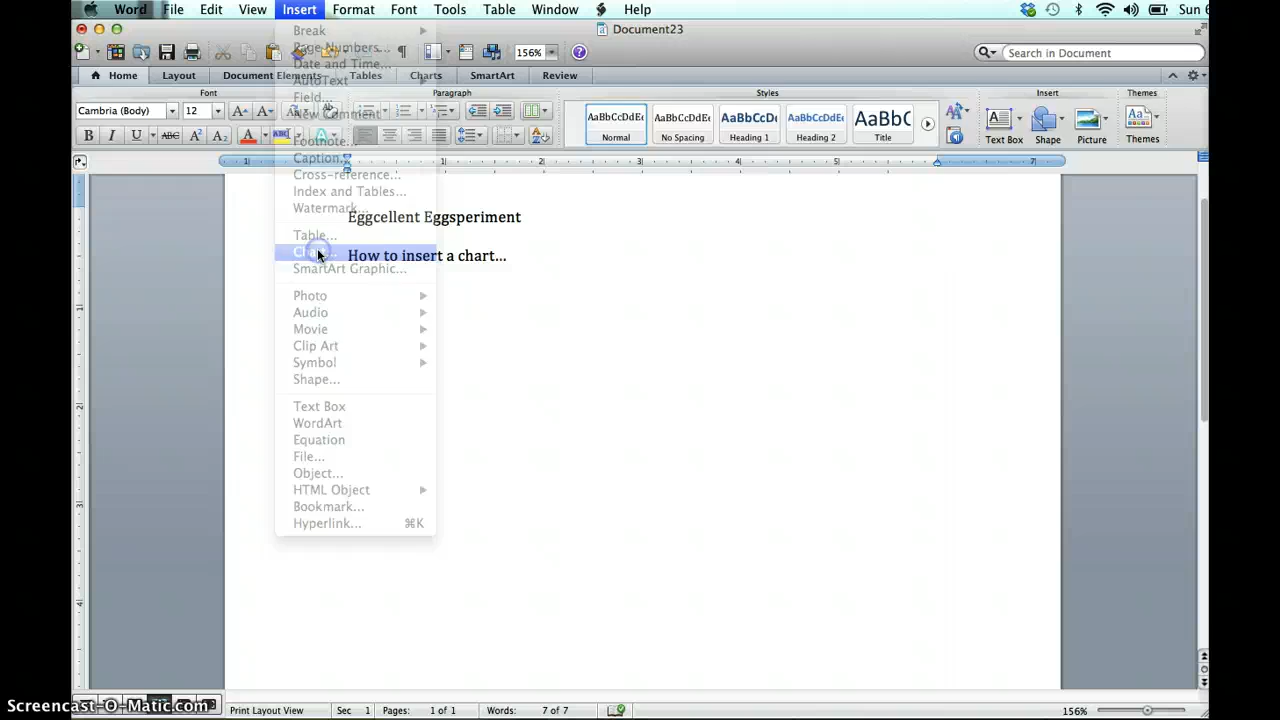 Word File Edit View Insert Format Font Tools Table Window Help Sun 6
Document23
156% Search in Document
Home Layout Document Elements Tables Charts SmartArt Review
Font Paragraph Styles Insert Themes
Cambria (Body) 12
AaBbCcDdEe AaBbCcDdEe AaBbCcDc AaBbCcDdEe AaBbC
Normal No Spacing Heading 1 Heading 2 Title Text Box Shape Picture Themes
Break
Page Numbers...
Date and Time...
AutoText
Field...
New Comment
Footnote...
Caption...
Cross-reference...
Index and Tables...
Watermark...
Table...
SmartArt Graphic...
Photo
Audio
Movie
Clip Art
Symbol
Shape...
Text Box
WordArt
Equation
File...
Object...
HTML Object
Bookmark...
Hyperlink... ⌘K
Eggcellent Eggsperiment
How to insert a chart...
Screencast-O-Matic.com
Print Layout View Sec 1 Pages: 1 of 1 Words: 7 of 7 156%